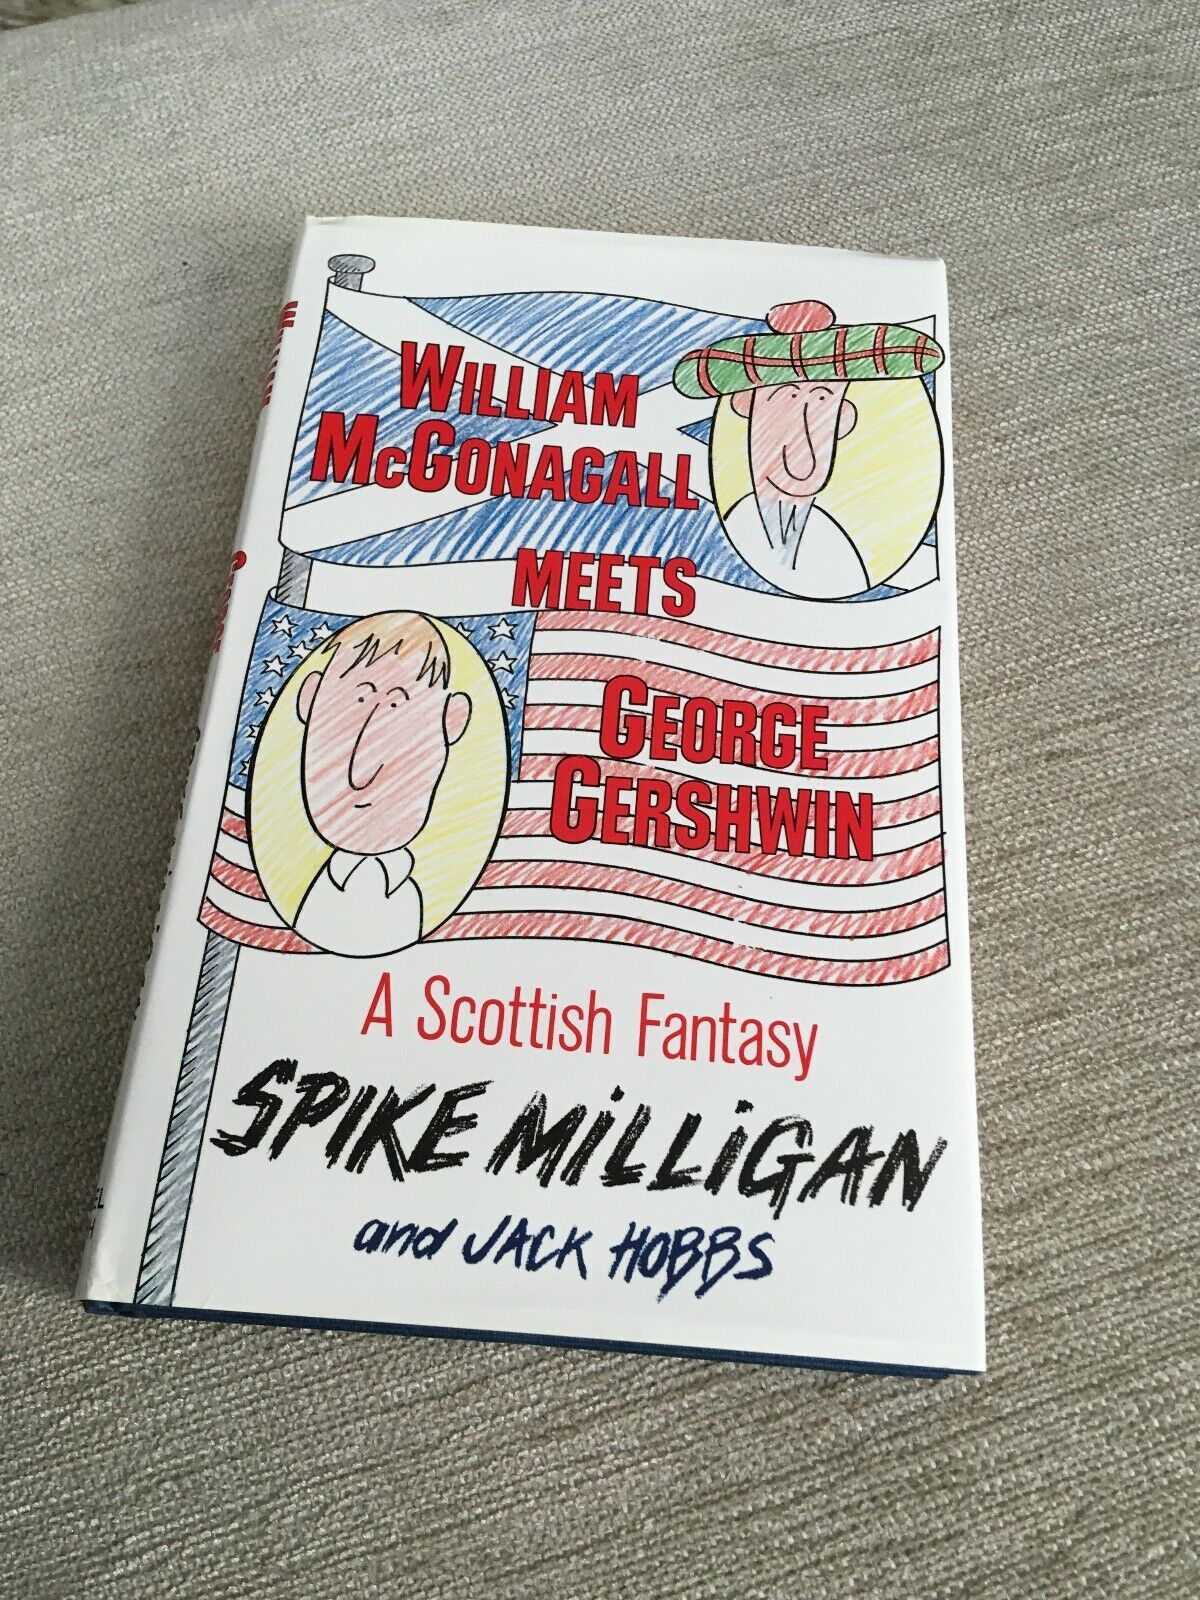 WILLIAM
McGONAGALL
MEETS
GEORGE
GERSHWIN
A Scottish Fantasy
SPIKE MiLLiGAN
and JACK HOBBS